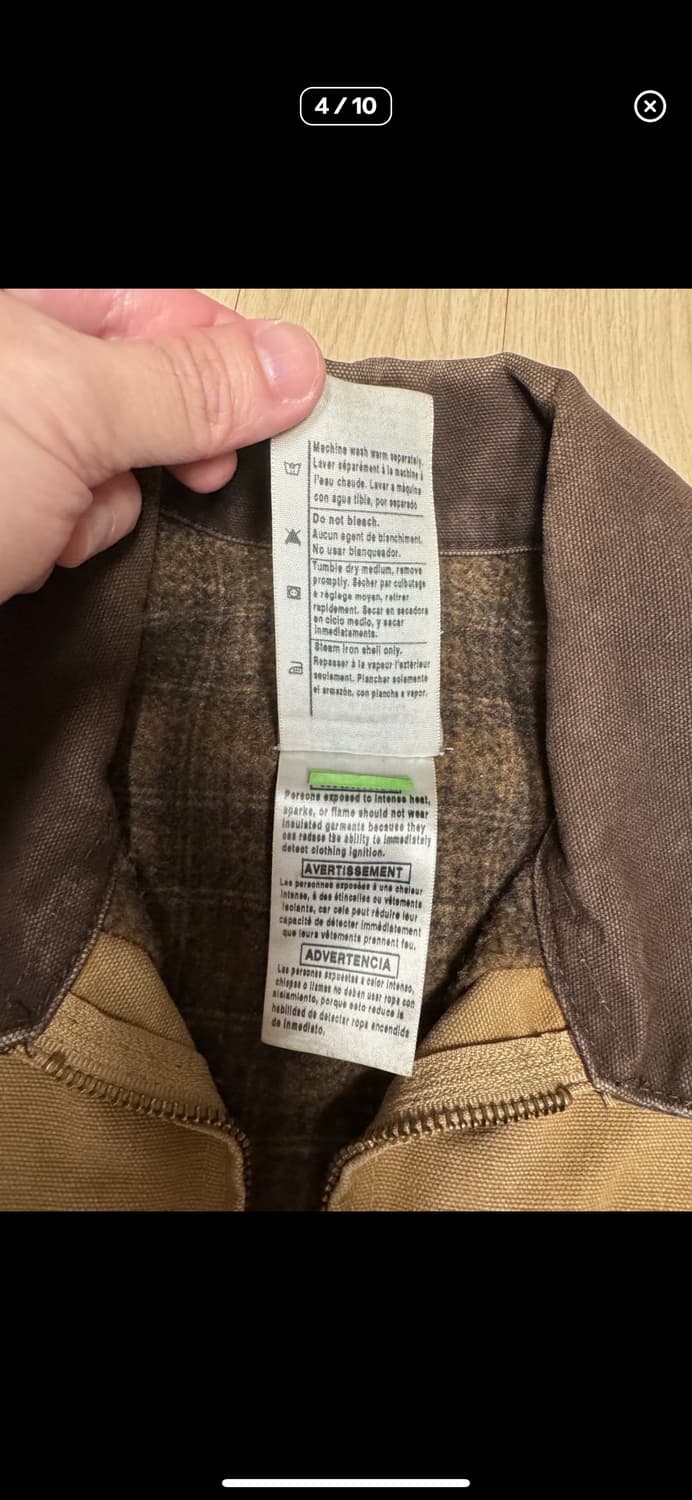 4 / 10
Machine wash warm separately.
Laver séparément à la machine à
l'eau chaude. Lavar a máquina
con agua tibia, por separado
Do not bleach.
Aucun agent de blanchiment.
No usar blanqueador.
Tumble dry medium, remove
promptly. Sécher par culbutage
à réglage moyen, retirer
rapidement. Secar en secadora
en ciclo medio, y sacar
inmediatamente.
Steam iron shell only.
Repasser à la vapeur l'extérieur
seulement. Planchar solamente
el armazón, con plancha a vapor.
Persons exposed to intense heat,
sparks, or flame should not wear
insulated garments because they
can reduce the ability to immediately
detect clothing ignition.
AVERTISSEMENT
Les personnes exposées à une chaleur
intense, à des étincelles ou vêtements
isolants, car cela peut réduire leur
capacité de détecter immédiatement
que leurs vêtements prennent feu.
ADVERTENCIA
Las personas expuestas a calor intenso,
chispas o llamas no deben usar ropa con
aislamiento, porque esto reduce la
habilidad de detectar ropa encendida
de inmediato.